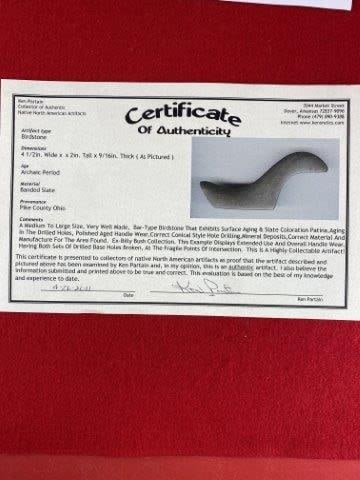 Ken Partain
Collector of Authentic
Native North American Artifacts
Certificate
Of Authenticity
3044 Market Street
Dover, Arkansas 72837-9096
Phone (479) 890-9388
Internet www.kenrelics.com
Artifact type
Birdstone
Dimensions
4 1/2in. Wide x x 2in. Tall x 9/16in. Thick ( As Pictured )
Age
Archaic Period
Material
Banded Slate
Provenance
Pike County Ohio
Comments
A Medium To Large Size, Very Well Made, Bar-Type Birdstone That Exhibits Surface Aging & Slate Coloration Patina,Aging
In The Drilled Holes, Polished Aged Handle Wear,Correct Conical Style Hole Drilling,Mineral Deposits,Correct Material And
Manufacture For The Area Found. Ex-Billy Bush Collection. This Example Displays Extended Use And Overall Handle Wear,
Having Both Sets Of Drilled Base Holes Broken, At The Fragile Points Of Intersection. This Is A Highly Collectable Artifact!
This certificate is presented to collectors of native North American artifacts as proof that the artifact described and
pictured above has been examined by Ken Partain and, in my opinion, this is an authentic artifact. I also believe the
information submitted and printed above to be true and correct. This evaluation is based on the best of my knowledge
and experience to date.
Ken Partain
Date
Ken Partain